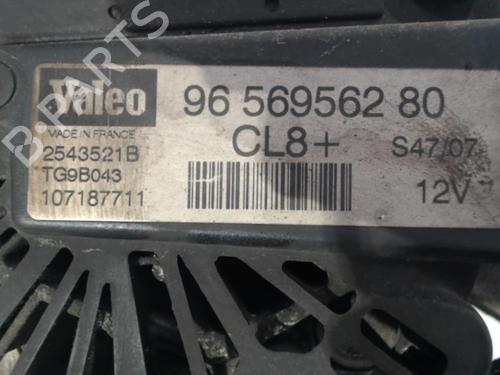 Valeo
96 569562 80
MADE IN FRANCE
CL8+
S47/07
2543521B
TG9B043
12V
107187711
B-PARTS